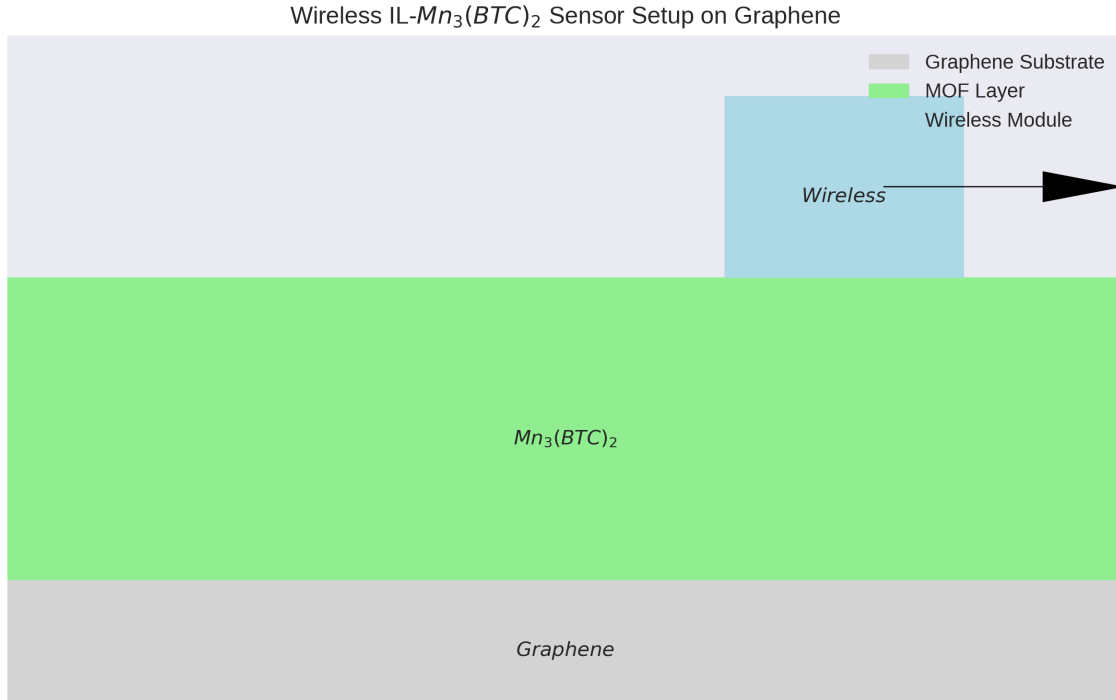 Wireless IL-Mn₃(BTC)₂ Sensor Setup on Graphene
Graphene Substrate
MOF Layer
Wireless Module
Wireless
Mn₃(BTC)₂
Graphene